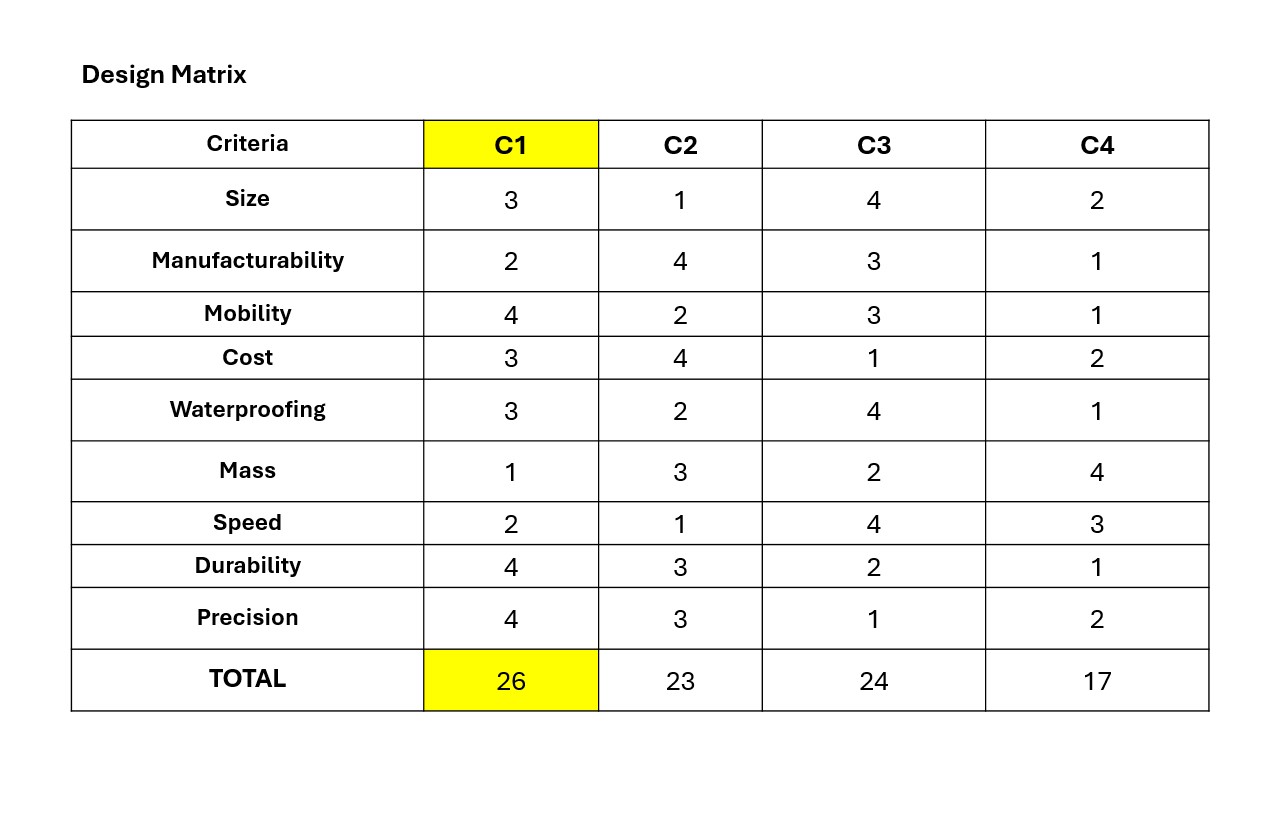 Design Matrix
Criteria C1 C2 C3 C4
Size 3 1 4 2
Manufacturability 2 4 3 1
Mobility 4 2 3 1
Cost 3 4 1 2
Waterproofing 3 2 4 1
Mass 1 3 2 4
Speed 2 1 4 3
Durability 4 3 2 1
Precision 4 3 1 2
TOTAL 26 23 24 17